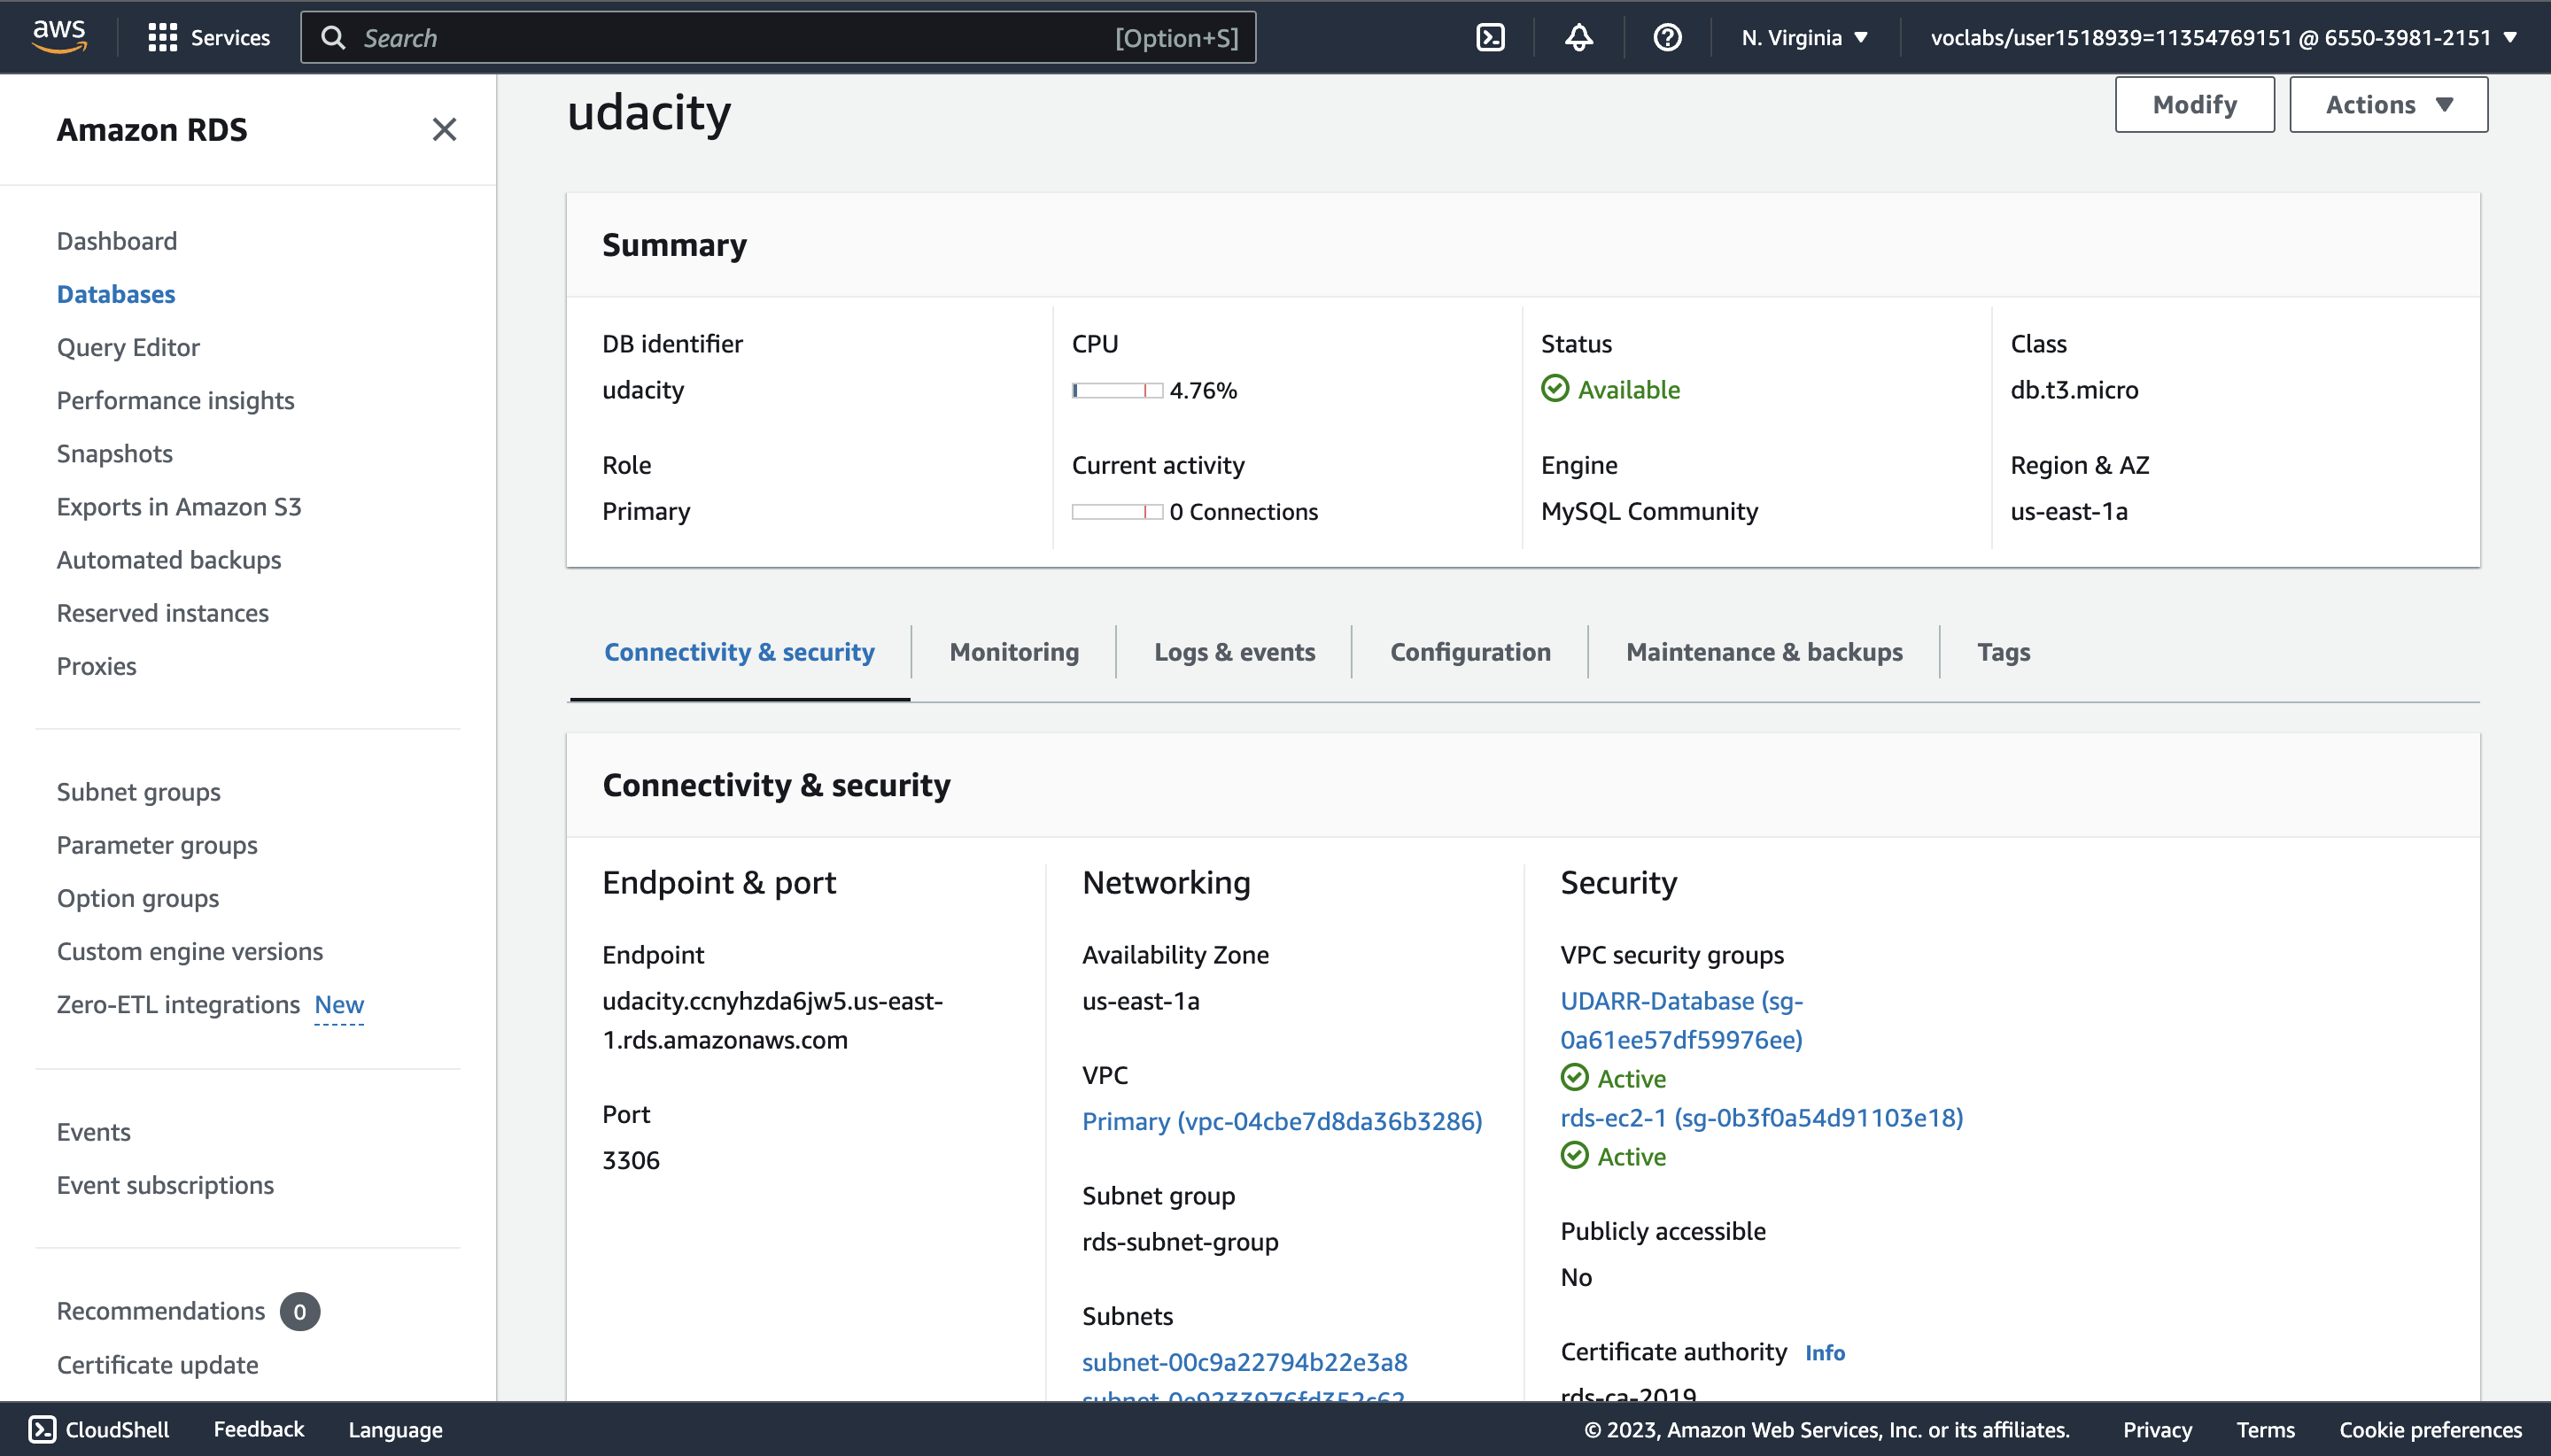 aws
Services
Search
[Option+S]
N. Virginia
voclabs/user1518939=11354769151 @ 6550-3981-2151
Amazon RDS
Dashboard
Databases
Query Editor
Performance insights
Snapshots
Exports in Amazon S3
Automated backups
Reserved instances
Proxies
Subnet groups
Parameter groups
Option groups
Custom engine versions
Zero-ETL integrations New
Events
Event subscriptions
Recommendations 0
Certificate update
udacity
Modify
Actions
Summary
DB identifier
udacity
Role
Primary
CPU
4.76%
Current activity
0 Connections
Status
Available
Engine
MySQL Community
Class
db.t3.micro
Region & AZ
us-east-1a
Connectivity & security
Monitoring
Logs & events
Configuration
Maintenance & backups
Tags
Connectivity & security
Endpoint & port
Endpoint
udacity.ccnyhzda6jw5.us-east-
1.rds.amazonaws.com
Port
3306
Networking
Availability Zone
us-east-1a
VPC
Primary (vpc-04cbe7d8da36b3286)
Subnet group
rds-subnet-group
Subnets
subnet-00c9a22794b22e3a8
subnet-0e9233976fd352c62
Security
VPC security groups
UDARR-Database (sg-
0a61ee57df59976ee)
Active
rds-ec2-1 (sg-0b3f0a54d91103e18)
Active
Publicly accessible
No
Certificate authority Info
rds-ca-2019
CloudShell
Feedback
Language
© 2023, Amazon Web Services, Inc. or its affiliates.
Privacy
Terms
Cookie preferences